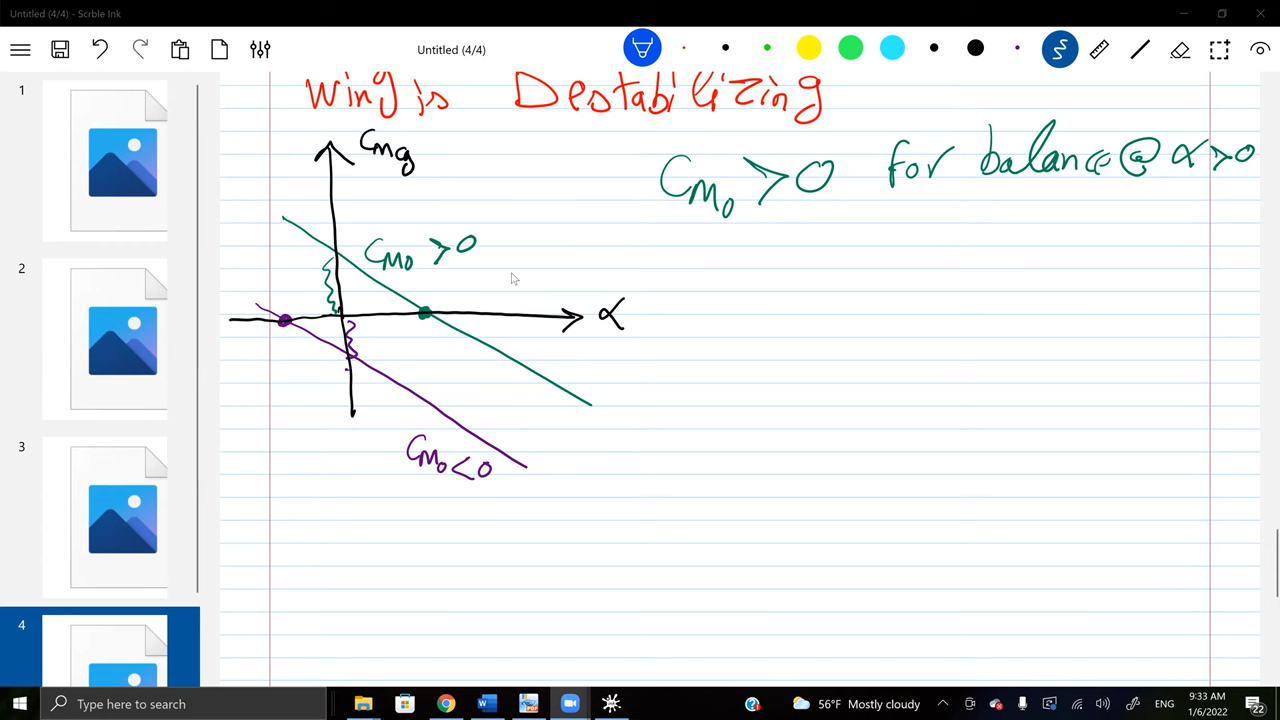 Untitled (4/4) - Scrble Ink
Untitled (4/4)
1
2
3
4
Wing is Destabilizing
Cmg
CM0 > 0 for balance @ α > 0
CM0 > 0
α
CM0 < 0
Type here to search
56°F Mostly cloudy
ENG
9:33 AM
1/6/2022
22